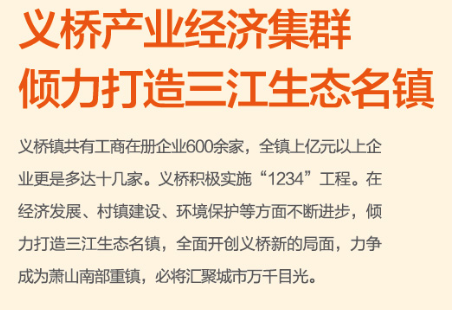 义桥产业经济集群
倾力打造三江生态名镇
义桥镇共有工商在册企业600余家，全镇上亿元以上企
业更是多达十几家。义桥积极实施“1234”工程。在
经济发展、村镇建设、环境保护等方面不断进步，倾
力打造三江生态名镇，全面开创义桥新的局面，力争
成为萧山南部重镇，必将汇聚城市万千目光。